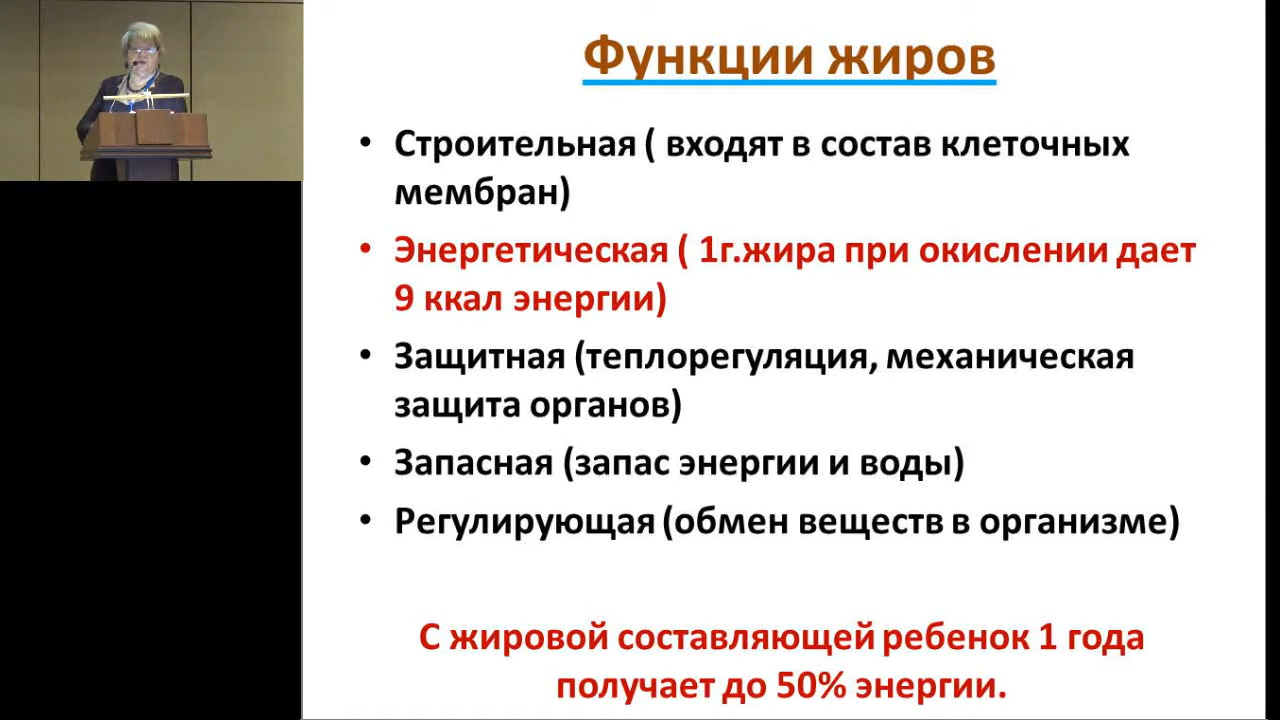 Функции жиров
• Строительная ( входят в состав клеточных
мембран)
• Энергетическая ( 1г.жира при окислении дает
9 ккал энергии)
• Защитная (теплорегуляция, механическая
защита органов)
• Запасная (запас энергии и воды)
• Регулирующая (обмен веществ в организме)
С жировой составляющей ребенок 1 года
получает до 50% энергии.